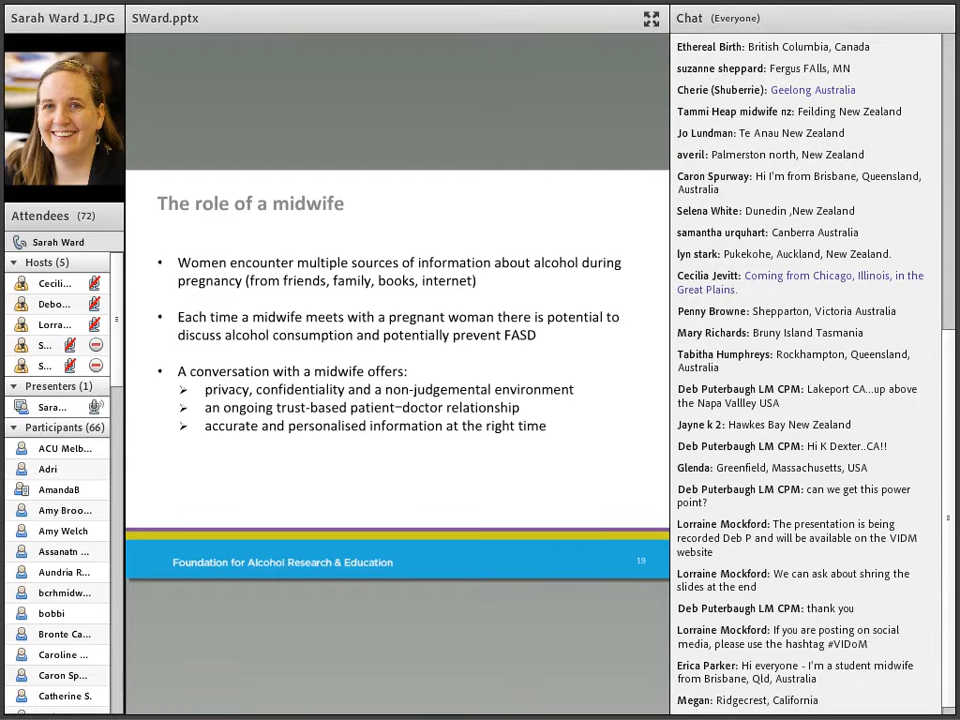 Sarah Ward 1.JPG
Attendees (72)
Sarah Ward
Hosts (5)
Cecili...
Debo...
Lorra...
S...
S...
Presenters (1)
Sara...
Participants (66)
ACU Melb...
Adri
AmandaB
Amy Broo...
Amy Welch
Assanatn ...
Aundria R...
bcrhmidw...
bobbi
Bronte Ca...
Caroline ...
Caron Sp...
Catherine S.
SWard.pptx
The role of a midwife
• Women encounter multiple sources of information about alcohol during
pregnancy (from friends, family, books, internet)
• Each time a midwife meets with a pregnant woman there is potential to
discuss alcohol consumption and potentially prevent FASD
• A conversation with a midwife offers:
➢ privacy, confidentiality and a non-judgemental environment
➢ an ongoing trust-based patient–doctor relationship
➢ accurate and personalised information at the right time
Foundation for Alcohol Research & Education
19
Chat (Everyone)
Ethereal Birth: British Columbia, Canada
suzanne sheppard: Fergus FAlls, MN
Cherie (Shuberrie): Geelong Australia
Tammi Heap midwife nz: Feilding New Zealand
Jo Lundman: Te Anau New Zealand
averil: Palmerston north, New Zealand
Caron Spurway: Hi I'm from Brisbane, Queensland,
Australia
Selena White: Dunedin ,New Zealand
samantha urquhart: Canberra Australia
lyn stark: Pukekohe, Auckland, New Zealand.
Cecilia Jevitt: Coming from Chicago, Illinois, in the
Great Plains.
Penny Browne: Shepparton, Victoria Australia
Mary Richards: Bruny Island Tasmania
Tabitha Humphreys: Rockhampton, Queensland,
Australia
Deb Puterbaugh LM CPM: Lakeport CA...up above
the Napa Vallley USA
Jayne k 2: Hawkes Bay New Zealand
Deb Puterbaugh LM CPM: Hi K Dexter..CA!!
Glenda: Greenfield, Massachusetts, USA
Deb Puterbaugh LM CPM: can we get this power
point?
Lorraine Mockford: The presentation is being
recorded Deb P and will be available on the VIDM
website
Lorraine Mockford: We can ask about shring the
slides at the end
Deb Puterbaugh LM CPM: thank you
Lorraine Mockford: If you are posting on social
media, please use the hashtag #VIDoM
Erica Parker: Hi everyone - I'm a student midwife
from Brisbane, Qld, Australia
Megan: Ridgecrest, California